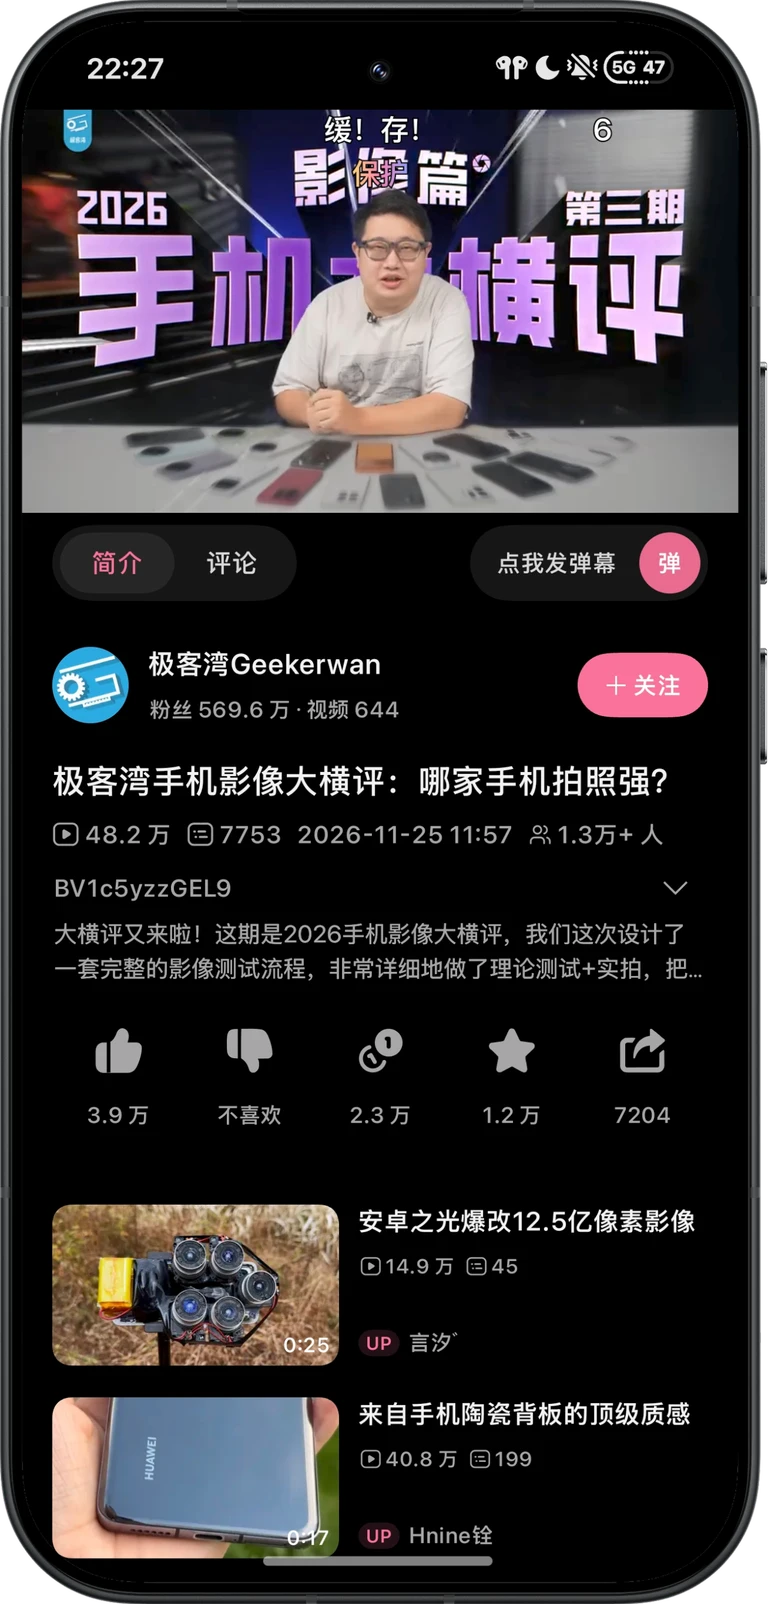 22:27
5G 47
极客湾
缓！存！
6
保护
影像篇
2026
第三期
手机大横评
简介
评论
点我发弹幕
弹
极客湾Geekerwan
粉丝 569.6 万 · 视频 644
+ 关注
极客湾手机影像大横评：哪家手机拍照强？
48.2 万 7753 2026-11-25 11:57 1.3万+ 人
BV1c5yzzGEL9
大横评又来啦！这期是2026手机影像大横评，我们这次设计了
一套完整的影像测试流程，非常详细地做了理论测试+实拍，把...
3.9 万
不喜欢
2.3 万
1.2 万
7204
安卓之光爆改12.5亿像素影像
14.9 万 45
0:25
UP 言汐゛
来自手机陶瓷背板的顶级质感
40.8 万 199
HUAWEI
0:17
UP Hnine铨